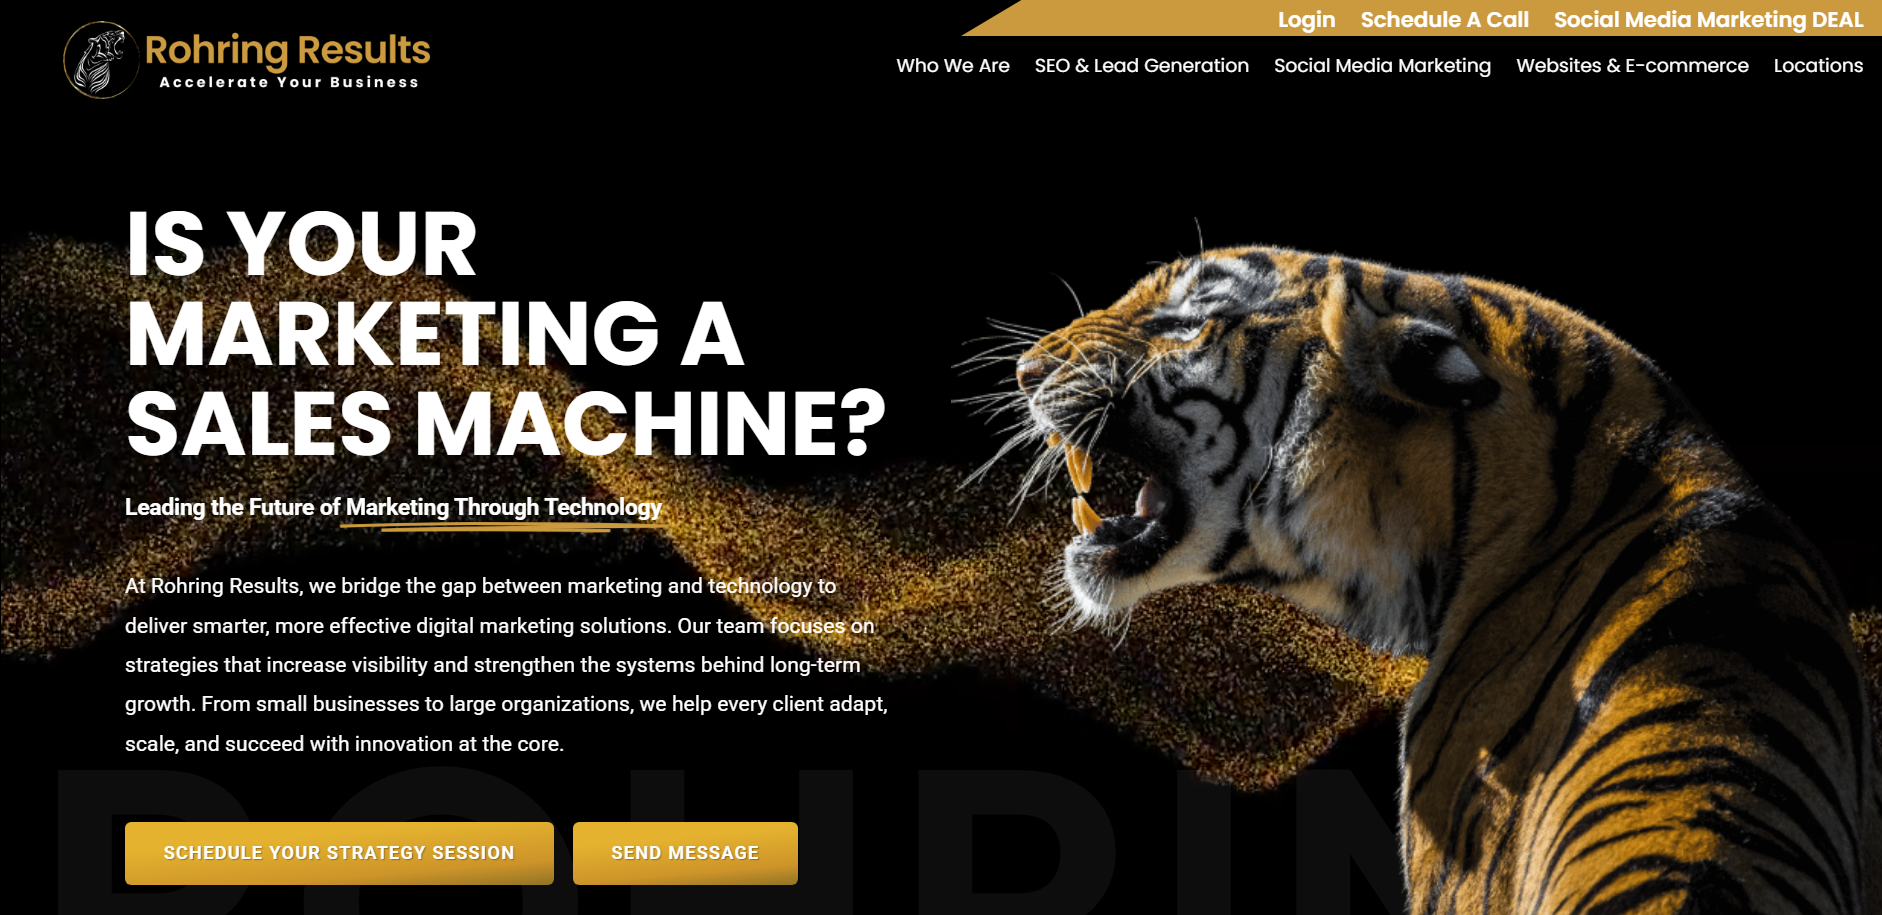 Login Schedule A Call Social Media Marketing DEAL
Rohring Results
Accelerate Your Business
Who We Are SEO & Lead Generation Social Media Marketing Websites & E-commerce Locations
IS YOUR
MARKETING A
SALES MACHINE?
Leading the Future of Marketing Through Technology
At Rohring Results, we bridge the gap between marketing and technology to
deliver smarter, more effective digital marketing solutions. Our team focuses on
strategies that increase visibility and strengthen the systems behind long-term
growth. From small businesses to large organizations, we help every client adapt,
scale, and succeed with innovation at the core.
SCHEDULE YOUR STRATEGY SESSION SEND MESSAGE